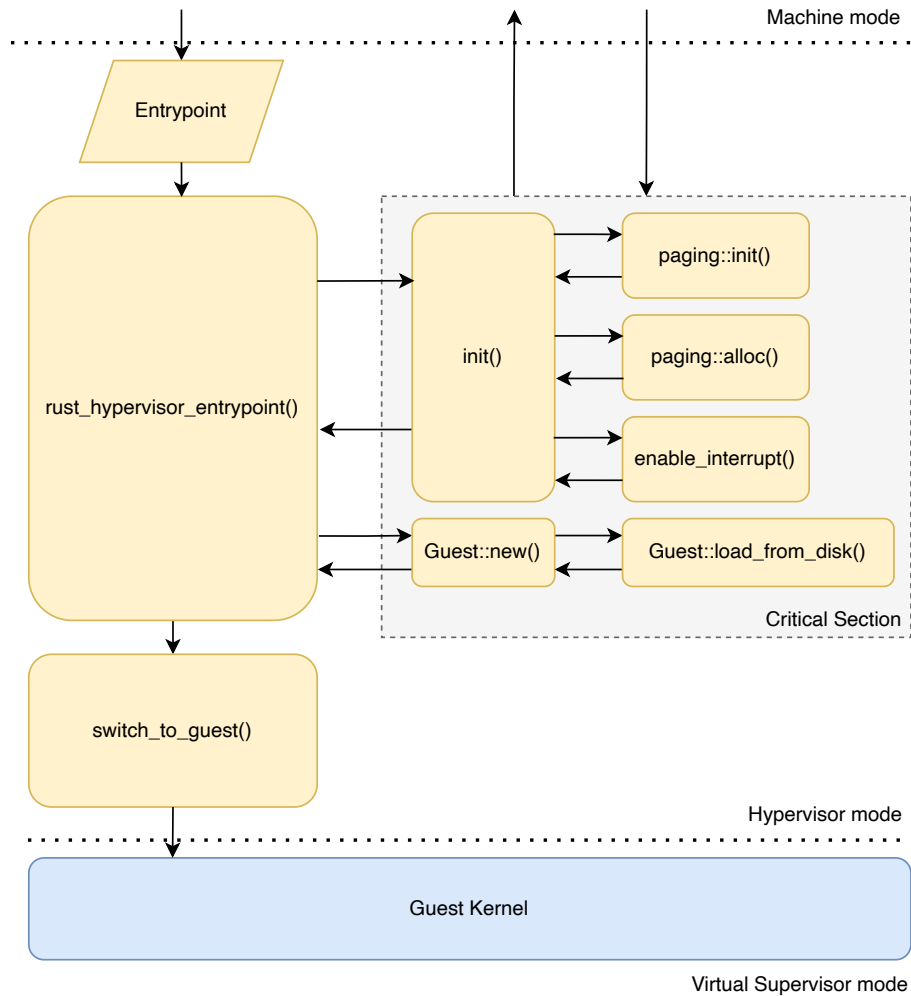 Machine mode
Entrypoint
paging::init()
init()
paging::alloc()
rust_hypervisor_entrypoint()
enable_interrupt()
Guest::new()
Guest::load_from_disk()
Critical Section
switch_to_guest()
Hypervisor mode
Guest Kernel
Virtual Supervisor mode